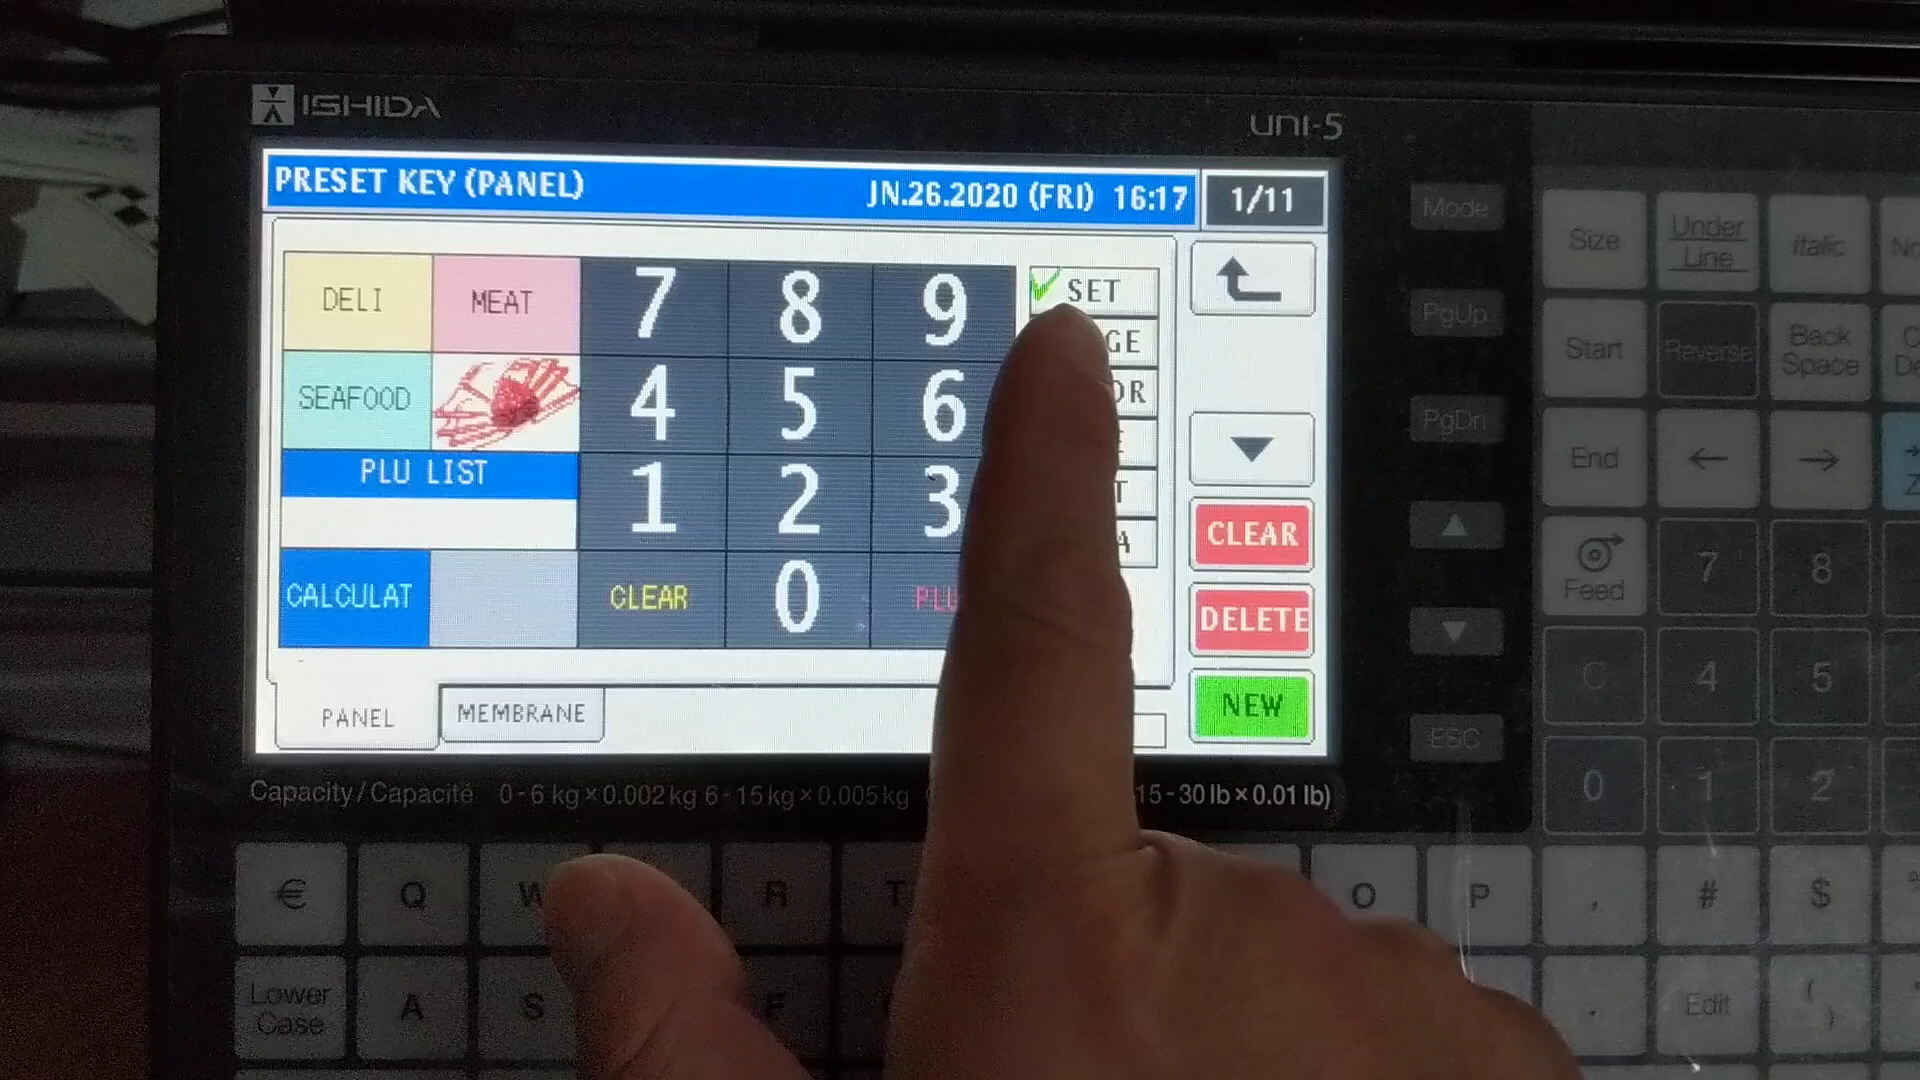 ISHIDA
uni-5
PRESET KEY (PANEL) JN.26.2020 (FRI) 16:17 1/11
DELI MEAT 7 8 9 SET
SEAFOOD 4 5 6
PLU LIST
1 2 3
CALCULAT CLEAR 0
CLEAR
DELETE
NEW
PANEL MEMBRANE
Capacity/Capacité 0-6 kg×0.002 kg 6-15 kg×0.005 kg 15-30 lb×0.01 lb)
Mode
PgUp
PgDn
▲
▼
ESC
Size Under Line Italic
Start Reverse Back Space
End ← →
Feed 7 8
C 4 5
0 1 2
€ Q W R T O P , # $
Lower Case A S . Edit ( )